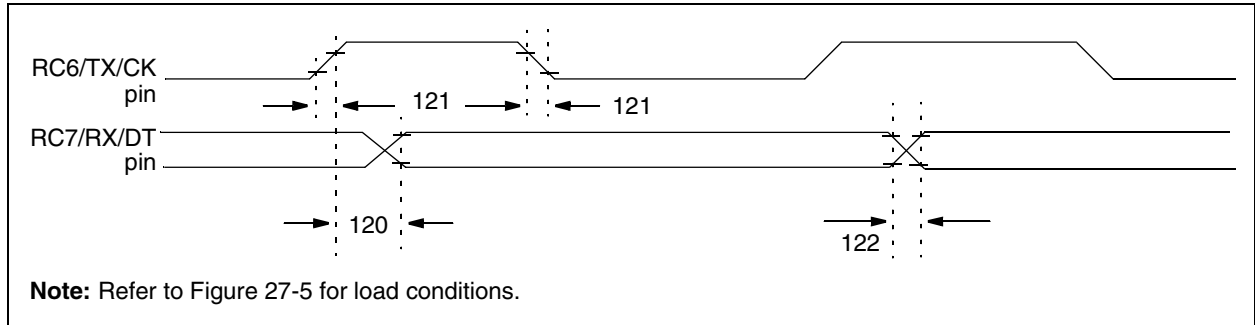 RC6/TX/CK
pin
121
121
RC7/RX/DT
pin
120
122
Note: Refer to Figure 27-5 for load conditions.